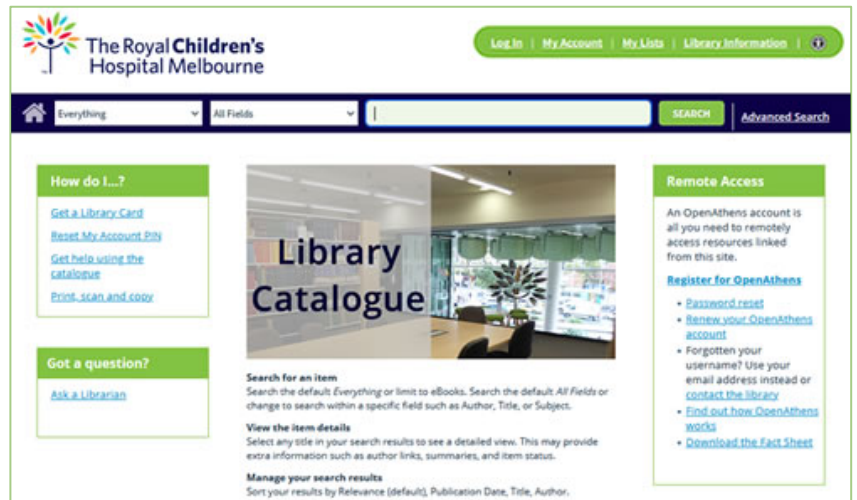 The Royal Children's
Hospital Melbourne
Log In | My Account | My Lists | Library Information |
Everything
All Fields
SEARCH
Advanced Search
How do I...?
Get a Library Card
Reset My Account PIN
Get help using the
catalogue
Print, scan and copy
Got a question?
Ask a Librarian
Library
Catalogue
Search for an item
Search the default Everything or limit to eBooks. Search the default All Fields or
change to search within a specific field such as Author, Title, or Subject.
View the item details
Select any title in your search results to see a detailed view. This may provide
extra information such as author links, summaries, and item status.
Manage your search results
Sort your results by Relevance (default), Publication Date, Title, Author.
Remote Access
An OpenAthens account is
all you need to remotely
access resources linked
from this site.
Register for OpenAthens
• Password reset
• Renew your OpenAthens
account
• Forgotten your
username? Use your
email address instead or
contact the library
• Find out how OpenAthens
works
• Download the Fact Sheet